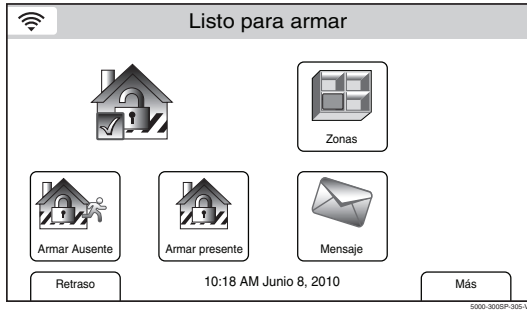 Listo para armar
Zonas
Armar Ausente
Armar presente
Mensaje
Retraso
10:18 AM Junio 8, 2010
Más
5000-300SP-305-V